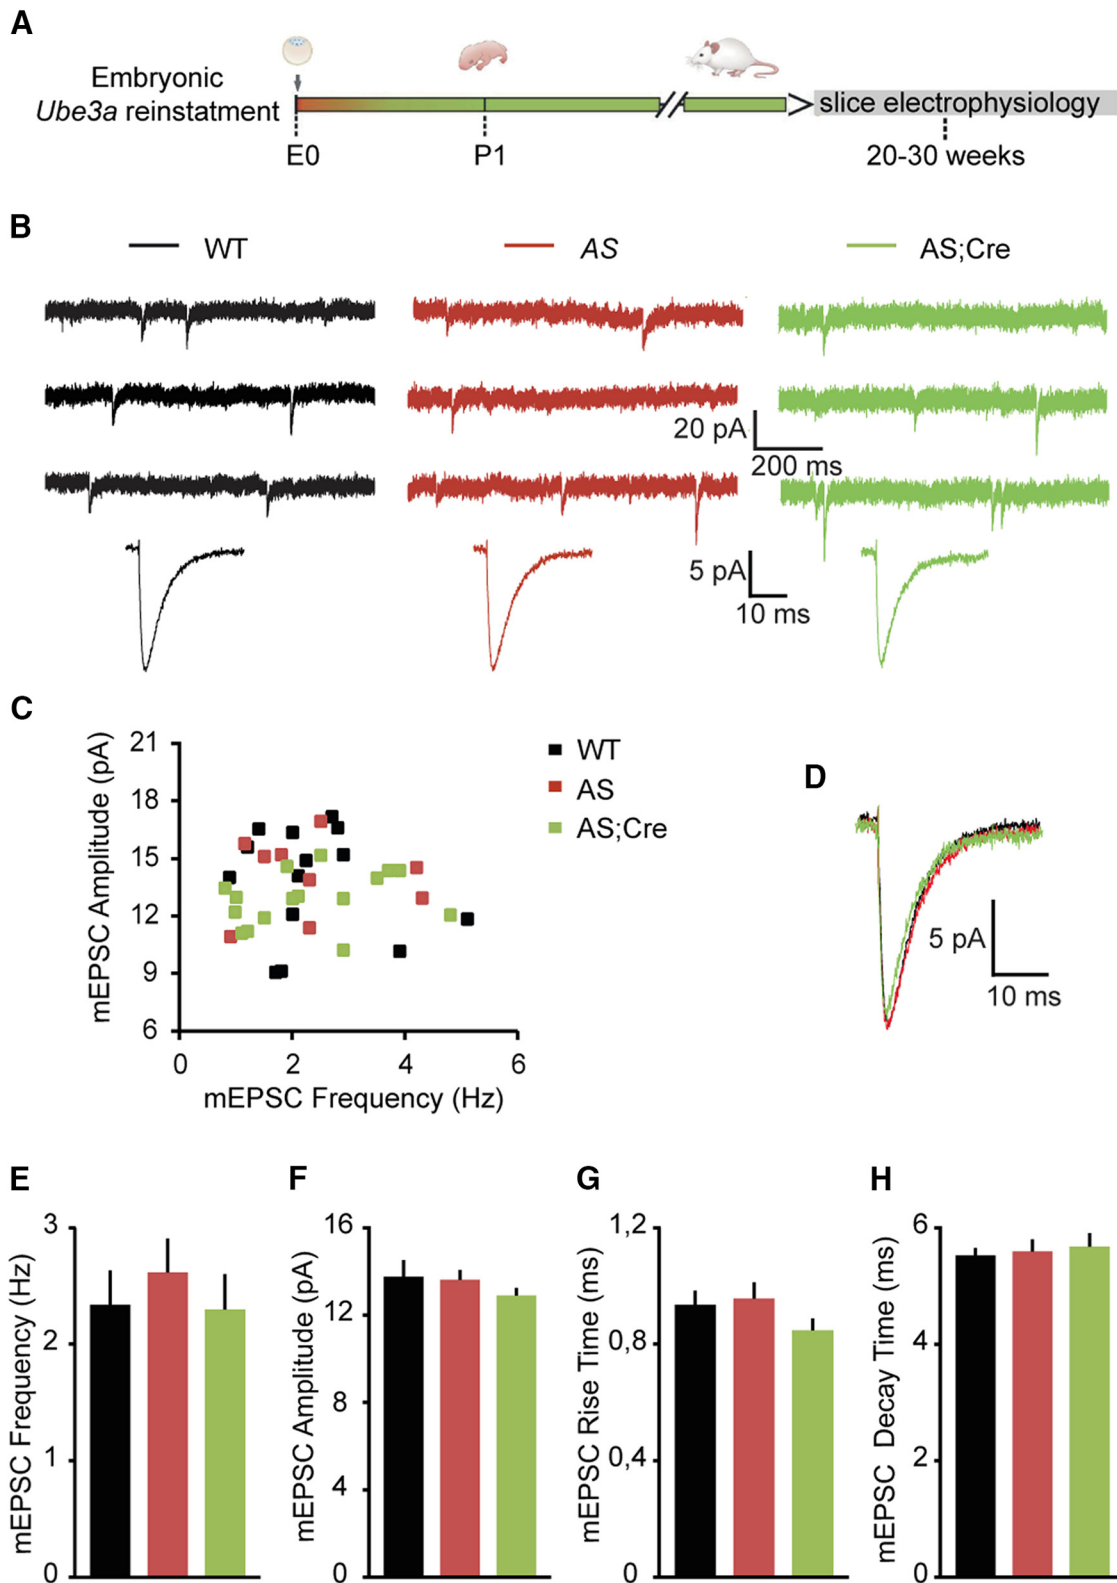 A
Embryonic
Ube3a reinstatment
E0
P1
slice electrophysiology
20-30 weeks
B
WT
AS
AS;Cre
20 pA
200 ms
5 pA
10 ms
C
mEPSC Amplitude (pA)
21
18
15
12
9
6
0
2
4
6
mEPSC Frequency (Hz)
WT
AS
AS;Cre
D
5 pA
10 ms
E
mEPSC Frequency (Hz)
3
2
1
0
F
mEPSC Amplitude (pA)
16
12
8
4
0
G
mEPSC Rise Time (ms)
1,2
0,8
0,4
0
H
mEPSC Decay Time (ms)
6
4
2
0